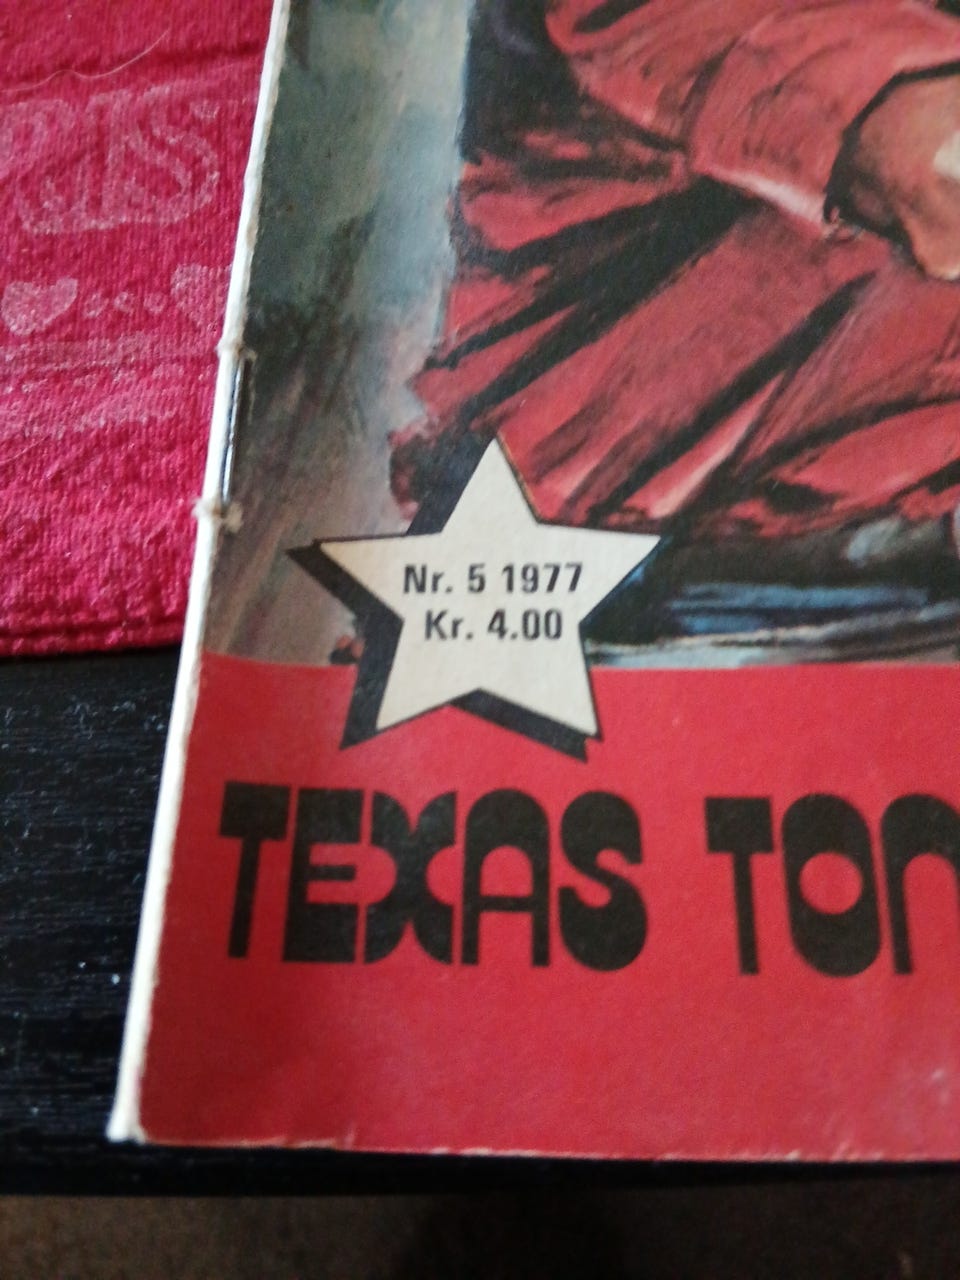 Nr. 5 1977
Kr. 4.00
TEXAS TON